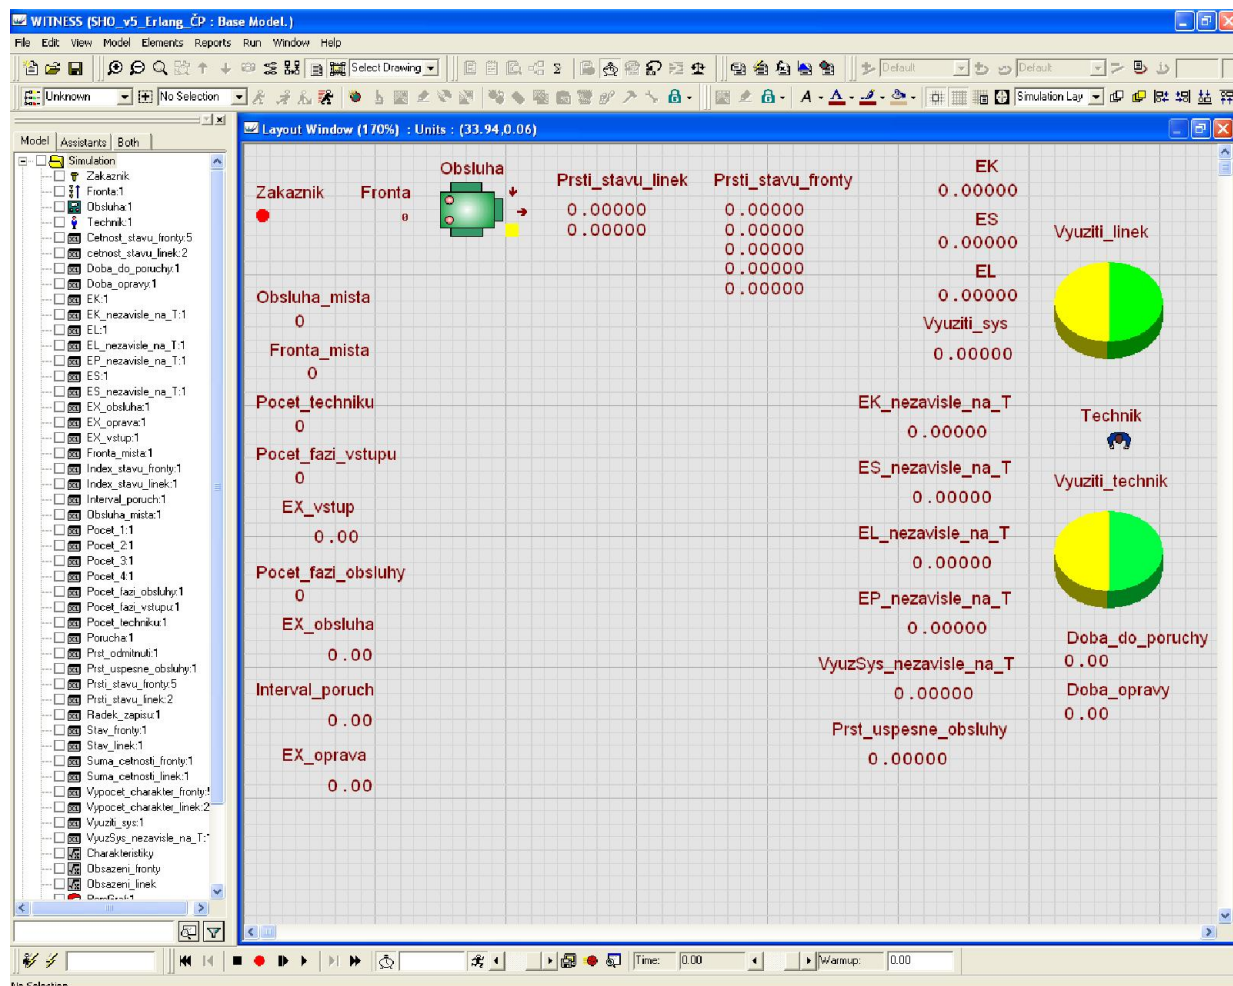 WITNESS (SHO_v5_Erlang_ČP : Base Model.)
File Edit View Model Elements Reports Run Window Help
Select Drawing
Default
Default
Unknown
No Selection
Simulation Lay
Model Assistants Both
Simulation
Zakaznik
Fronta:1
Obsluha:1
Technik:1
Cetnost_stavu_fronty:5
cetnost_stavu_linek:2
Doba_do_poruchy:1
Doba_opravy:1
EK:1
EK_nezavisle_na_T:1
EL:1
EL_nezavisle_na_T:1
EP_nezavisle_na_T:1
ES:1
ES_nezavisle_na_T:1
EX_obsluha:1
EX_oprava:1
EX_vstup:1
Fronta_mista:1
Index_stavu_fronty:1
Index_stavu_linek:1
Interval_poruch:1
Obsluha_mista:1
Pocet_1:1
Pocet_2:1
Pocet_3:1
Pocet_4:1
Pocet_fazi_obsluhy:1
Pocet_fazi_vstupu:1
Pocet_techniku:1
Porucha:1
Prst_odmitnuti:1
Prst_uspesne_obsluhy:1
Prsti_stavu_fronty:5
Prsti_stavu_linek:2
Radek_zapisu:1
Stav_fronty:1
Stav_linek:1
Suma_cetnosti_fronty:1
Suma_cetnosti_linek:1
Vypocet_charakter_fronty:
Vypocet_charakter_linek:2
Vyuziti_sys:1
VyuzSys_nezavisle_na_T:
Charakteristiky
Obsazeni_fronty
Obsazeni_linek
Layout Window (170%) : Units : (33.94,0.06)
Zakaznik
Fronta
0
Obsluha
Prsti_stavu_linek
0.00000
0.00000
Prsti_stavu_fronty
0.00000
0.00000
0.00000
0.00000
0.00000
EK
0.00000
ES
0.00000
EL
0.00000
Vyuziti_sys
0.00000
Vyuziti_linek
Obsluha_mista
0
Fronta_mista
0
Pocet_techniku
0
Pocet_fazi_vstupu
0
EX_vstup
0.00
Pocet_fazi_obsluhy
0
EX_obsluha
0.00
Interval_poruch
0.00
EX_oprava
0.00
EK_nezavisle_na_T
0.00000
ES_nezavisle_na_T
0.00000
EL_nezavisle_na_T
0.00000
EP_nezavisle_na_T
0.00000
VyuzSys_nezavisle_na_T
0.00000
Prst_uspesne_obsluhy
0.00000
Technik
Vyuziti_technik
Doba_do_poruchy
0.00
Doba_opravy
0.00
Time: 0.00
Warmup: 0.00
No Selection